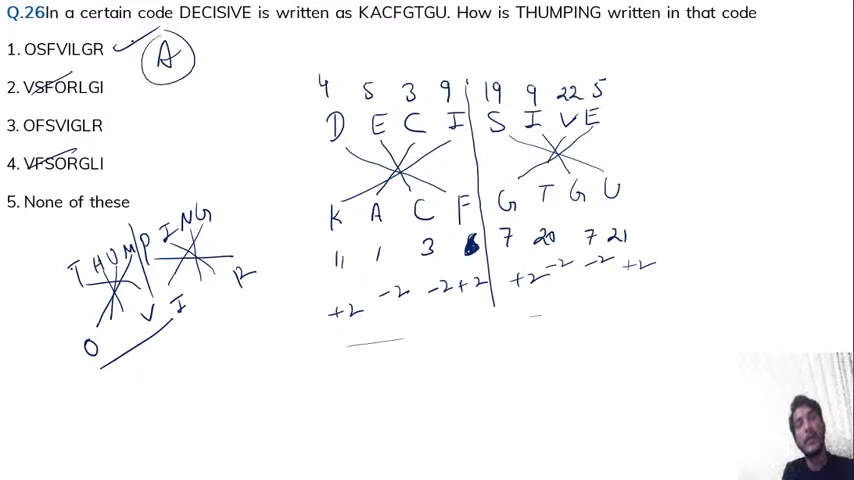 Q.26In a certain code DECISIVE is written as KACFGTGU. How is THUMPING written in that code
1. OSFVILGR
A
2. VSFORLGI
3. OFSVIGLR
4. VFSORGLI
5. None of these
4 5 3 9 19 9 22 5
D E C I S I V E
K A C F G T G U
11 1 3 6 7 20 7 21
+2 -2 -2 +2 +2 -2 -2 +2
T H U M P I N G
O V I R